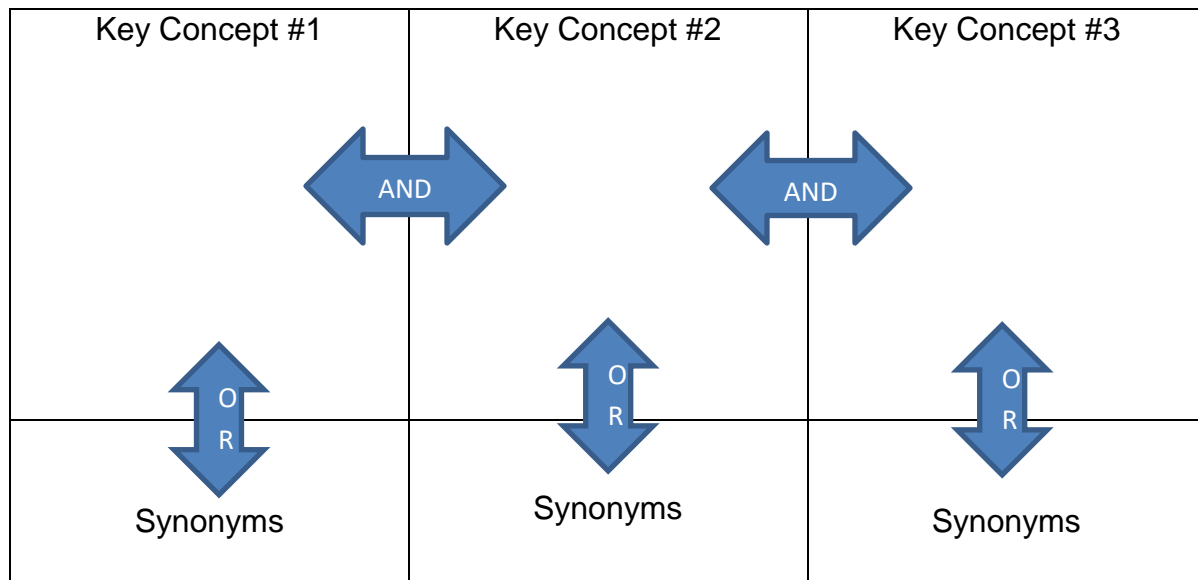 Key Concept #1
Key Concept #2
Key Concept #3
AND
AND
O
R
O
R
O
R
Synonyms
Synonyms
Synonyms